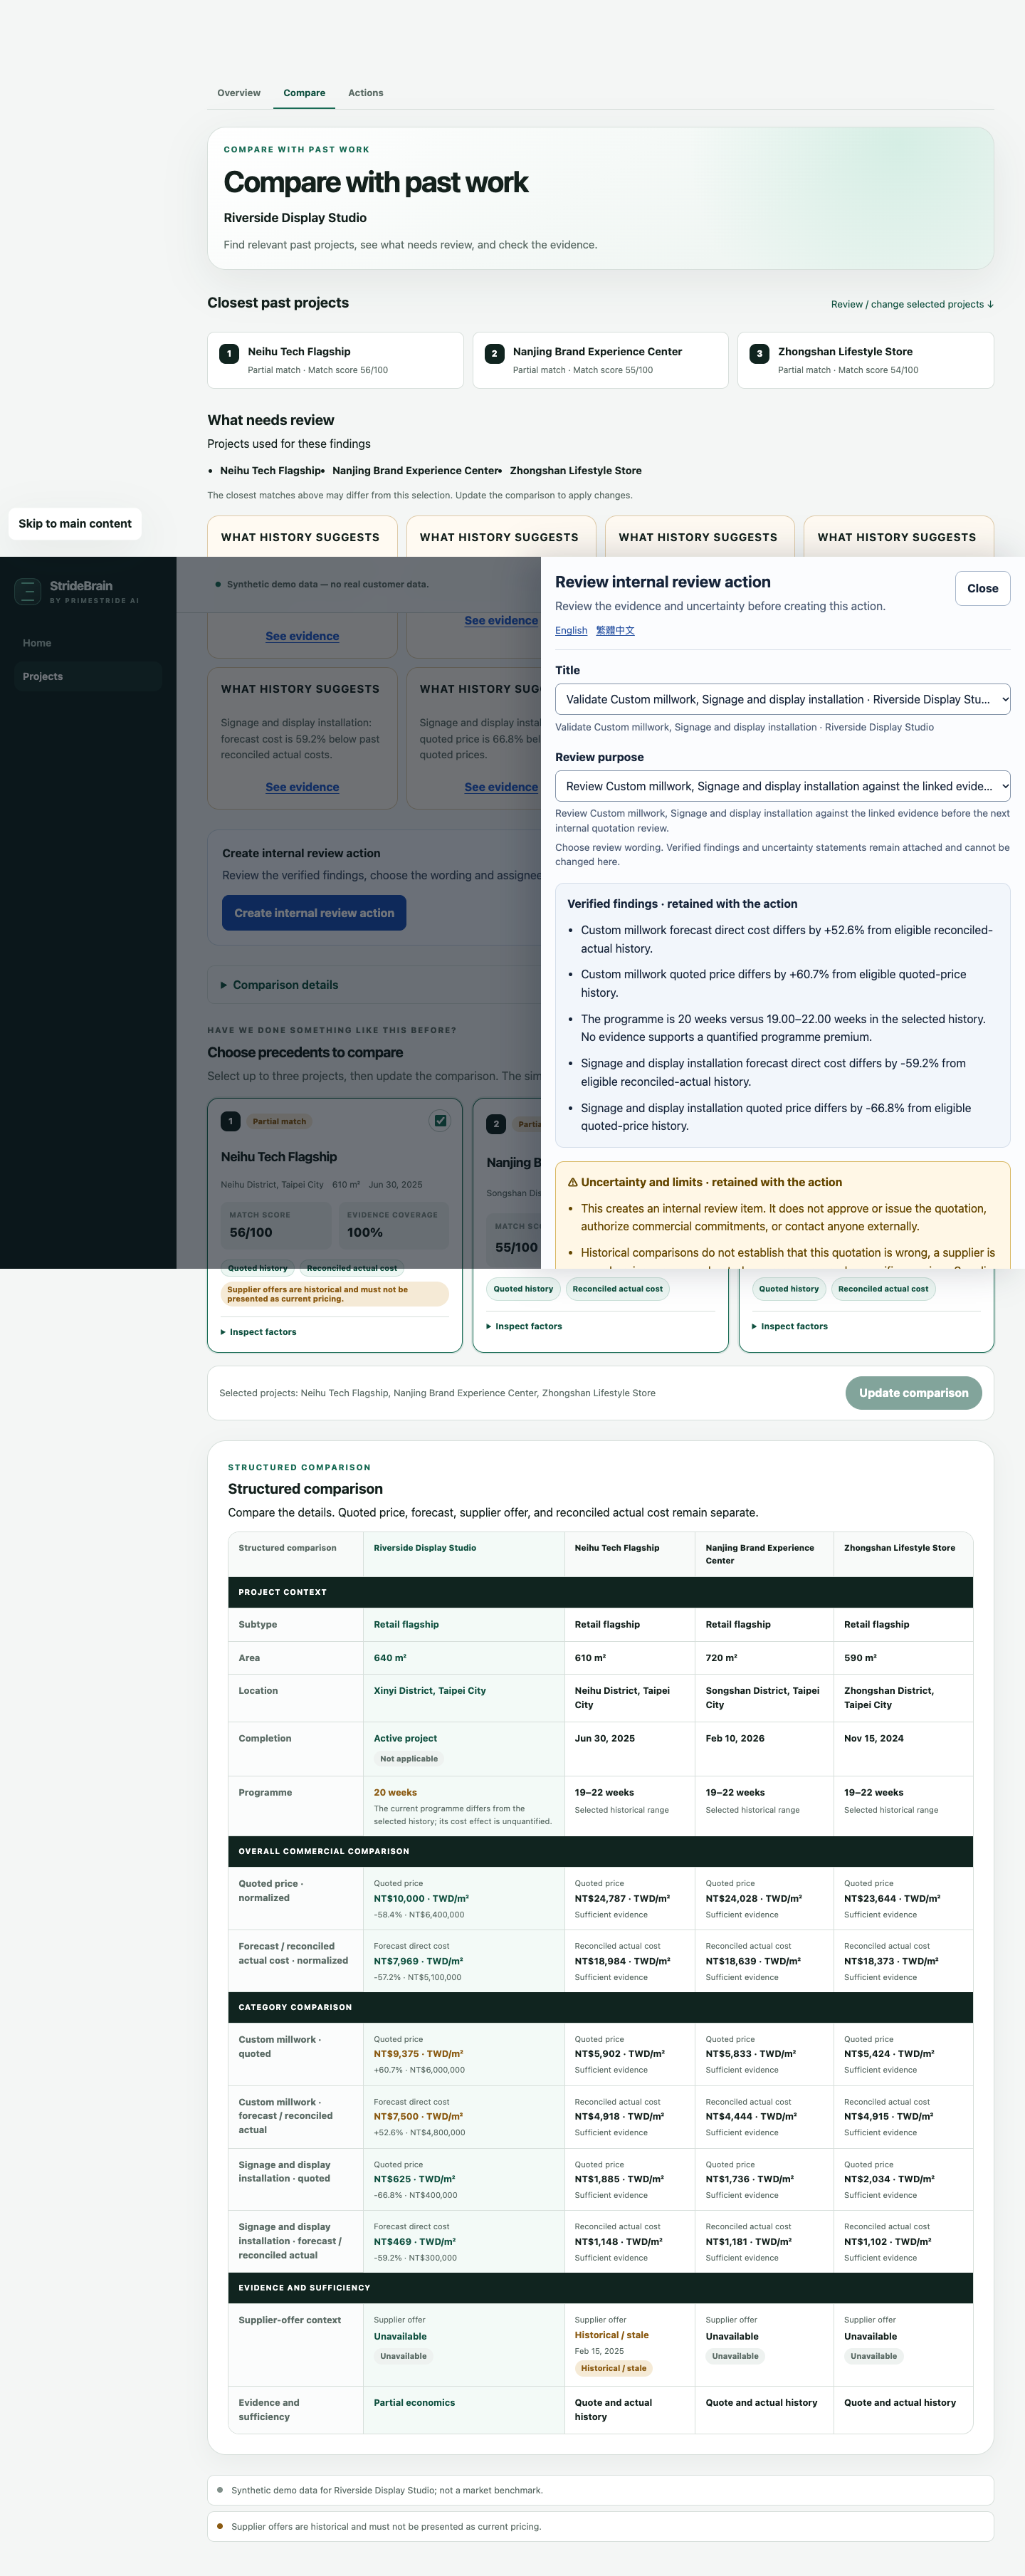 Overview Compare Actions
COMPARE WITH PAST WORK
Compare with past work
Riverside Display Studio
Find relevant past projects, see what needs review, and check the evidence.
Closest past projects
Review / change selected projects ↓
1 Neihu Tech Flagship
Partial match · Match score 56/100
2 Nanjing Brand Experience Center
Partial match · Match score 55/100
3 Zhongshan Lifestyle Store
Partial match · Match score 54/100
What needs review
Projects used for these findings
• Neihu Tech Flagship• Nanjing Brand Experience Center• Zhongshan Lifestyle Store
The closest matches above may differ from this selection. Update the comparison to apply changes.
Skip to main content
WHAT HISTORY SUGGESTS WHAT HISTORY SUGGESTS WHAT HISTORY SUGGESTS WHAT HISTORY SUGGESTS
StrideBrain
BY PRIMESTRIDE AI
Home
Projects
Synthetic demo data — no real customer data.
See evidence
See evidence
WHAT HISTORY SUGGESTS
Signage and display installation:
forecast cost is 59.2% below past
reconciled actual costs.
See evidence
WHAT
Signage and display
quoted price is 66.8%
quoted prices.
See evidence
Create internal review action
Review the verified findings, choose the wording and assignee
Create internal review action
▸ Comparison details
HAVE WE DONE SOMETHING LIKE THIS BEFORE?
Choose precedents to compare
Select up to three projects, then update the comparison. The
1 Partial match
Neihu Tech Flagship
Neihu District, Taipei City 610 m² Jun 30, 2025
MATCH SCORE
56/100
EVIDENCE COVERAGE
100%
Quoted history Reconciled actual cost
Supplier offers are historical and must not be
presented as current pricing.
▸ Inspect factors
2
Nanjing
55/100
Quoted history Reconciled actual cost
▸ Inspect factors
Quoted history Reconciled actual cost
▸ Inspect factors
Review internal review action
Close
Review the evidence and uncertainty before creating this action.
English 繁體中文
Title
Validate Custom millwork, Signage and display installation · Riverside Display Stu...
Validate Custom millwork, Signage and display installation · Riverside Display Studio
Review purpose
Review Custom millwork, Signage and display installation against the linked evide...
Review Custom millwork, Signage and display installation against the linked evidence before the next
internal quotation review.
Choose review wording. Verified findings and uncertainty statements remain attached and cannot be
changed here.
Verified findings · retained with the action
• Custom millwork forecast direct cost differs by +52.6% from eligible reconciled-
actual history.
• Custom millwork quoted price differs by +60.7% from eligible quoted-price
history.
• The programme is 20 weeks versus 19.00–22.00 weeks in the selected history.
No evidence supports a quantified programme premium.
• Signage and display installation forecast direct cost differs by -59.2% from
eligible reconciled-actual history.
• Signage and display installation quoted price differs by -66.8% from eligible
quoted-price history.
⚠ Uncertainty and limits · retained with the action
• This creates an internal review item. It does not approve or issue the quotation,
authorize commercial commitments, or contact anyone externally.
• Historical comparisons do not establish that this quotation is wrong, a supplier is
Selected projects: Neihu Tech Flagship, Nanjing Brand Experience Center, Zhongshan Lifestyle Store
Update comparison
STRUCTURED COMPARISON
Structured comparison
Compare the details. Quoted price, forecast, supplier offer, and reconciled actual cost remain separate.
Structured comparison
Riverside Display Studio
Neihu Tech Flagship
Nanjing Brand Experience
Center
Zhongshan Lifestyle Store
PROJECT CONTEXT
Subtype
Retail flagship
Retail flagship
Retail flagship
Retail flagship
Area
640 m²
610 m²
720 m²
590 m²
Location
Xinyi District, Taipei City
Neihu District, Taipei
City
Songshan District, Taipei
City
Zhongshan District,
Taipei City
Completion
Active project
Not applicable
Jun 30, 2025
Feb 10, 2026
Nov 15, 2024
Programme
20 weeks
The current programme differs from the
selected history; its cost effect is unquantified.
19–22 weeks
Selected historical range
19–22 weeks
Selected historical range
19–22 weeks
Selected historical range
OVERALL COMMERCIAL COMPARISON
Quoted price ·
normalized
Quoted price
NT$10,000 · TWD/m²
-58.4% · NT$6,400,000
Quoted price
NT$24,787 · TWD/m²
Sufficient evidence
Quoted price
NT$24,028 · TWD/m²
Sufficient evidence
Quoted price
NT$23,644 · TWD/m²
Sufficient evidence
Forecast / reconciled
actual cost · normalized
Forecast direct cost
NT$7,969 · TWD/m²
-57.2% · NT$5,100,000
Reconciled actual cost
NT$18,984 · TWD/m²
Sufficient evidence
Reconciled actual cost
NT$18,639 · TWD/m²
Sufficient evidence
Reconciled actual cost
NT$18,373 · TWD/m²
Sufficient evidence
CATEGORY COMPARISON
Custom millwork ·
quoted
Quoted price
NT$9,375 · TWD/m²
+60.7% · NT$6,000,000
Quoted price
NT$5,902 · TWD/m²
Sufficient evidence
Quoted price
NT$5,833 · TWD/m²
Sufficient evidence
Quoted price
NT$5,424 · TWD/m²
Sufficient evidence
Custom millwork ·
forecast / reconciled
actual
Forecast direct cost
NT$7,500 · TWD/m²
+52.6% · NT$4,800,000
Reconciled actual cost
NT$4,918 · TWD/m²
Sufficient evidence
Reconciled actual cost
NT$4,444 · TWD/m²
Sufficient evidence
Reconciled actual cost
NT$4,915 · TWD/m²
Sufficient evidence
Signage and display
installation · quoted
Quoted price
NT$625 · TWD/m²
-66.8% · NT$400,000
Quoted price
NT$1,885 · TWD/m²
Sufficient evidence
Quoted price
NT$1,736 · TWD/m²
Sufficient evidence
Quoted price
NT$2,034 · TWD/m²
Sufficient evidence
Signage and display
installation · forecast /
reconciled actual
Forecast direct cost
NT$469 · TWD/m²
-59.2% · NT$300,000
Reconciled actual cost
NT$1,148 · TWD/m²
Sufficient evidence
Reconciled actual cost
NT$1,181 · TWD/m²
Sufficient evidence
Reconciled actual cost
NT$1,102 · TWD/m²
Sufficient evidence
EVIDENCE AND SUFFICIENCY
Supplier-offer context
Supplier offer
Unavailable
Unavailable
Supplier offer
Historical / stale
Feb 15, 2025
Historical / stale
Supplier offer
Unavailable
Unavailable
Supplier offer
Unavailable
Unavailable
Evidence and
sufficiency
Partial economics
Quote and actual
history
Quote and actual history
Quote and actual history
Synthetic demo data for Riverside Display Studio; not a market benchmark.
Supplier offers are historical and must not be presented as current pricing.